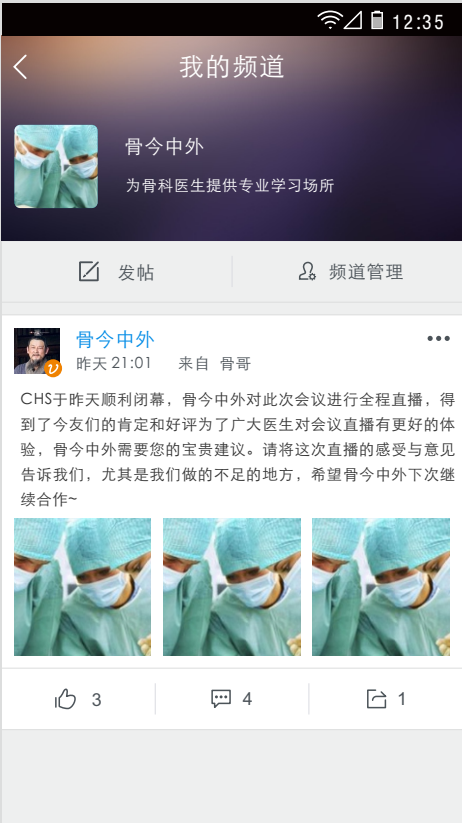 12:35
我的频道
骨今中外
为骨科医生提供专业学习场所
发帖
频道管理
骨今中外
昨天 21:01 来自 骨哥
CHS于昨天顺利闭幕，骨今中外对此次会议进行全程直播，得
到了今友们的肯定和好评为了广大医生对会议直播有更好的体
验，骨今中外需要您的宝贵建议。请将这次直播的感受与意见
告诉我们，尤其是我们做的不足的地方，希望骨今中外下次继
续合作~
3
4
1